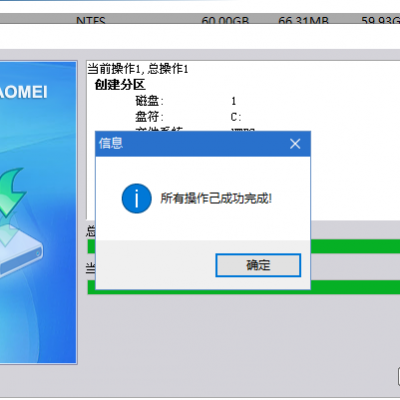 NTFS 60.00GB 66.31MB 59.93G
AOMEI
当前操作1,总操作1
创建分区
磁盘: 1
盘符: C:
信息
所有操作已成功完成!
总
确定
当